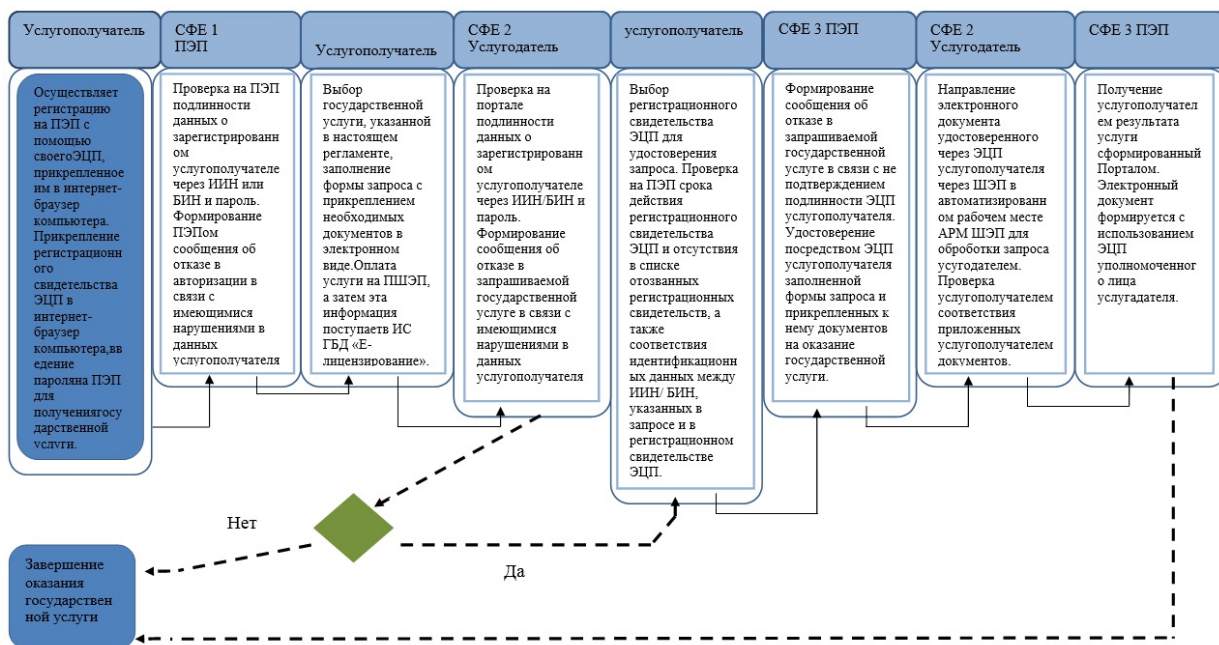 Услугополучатель
СФЕ 1
ПЭП
Услугополучатель
СФЕ 2
Услугодатель
услугополучатель
СФЕ 3 ПЭП
СФЕ 2
Услугодатель
СФЕ 3 ПЭП
Осуществляет
регистрацию
на ПЭП с
помощью
своегоЭЦП,
прикрепленное
им в интернет-
браузер
компьютера.
Прикрепление
регистрационн
ого
свидетельства
ЭЦП в
интернет-
браузер
компьютера,вв
едение
пароляна ПЭП
для
получениягосу
дарственной
услуги.
Проверка на ПЭП
подлинности
данных о
зарегистрирован
ном
услугополучателе
через ИИН или
БИН и пароль.
Формирование
ПЭПом
сообщения об
отказе в
авторизации в
связи с
имеющимися
нарушениями в
данных
услугополучателя
Выбор
государственной
услуги, указанной
в настоящем
регламенте,
заполнение
формы запроса с
прикреплением
необходимых
документов в
электронном
виде.Оплата
услуги на ПШЭП,
а затем эта
информация
поступаетв ИС
ГБД «Е-
лицензирование».
Проверка на
портале
подлинности
данных о
зарегистрирован
ном
услугополучателе
через ИИН/БИН и
пароль.
Формирование
сообщения об
отказе в
запрашиваемой
государственной
услуге в связи с
имеющимися
нарушениями в
данных
услугополучателя
Выбор
регистрационного
свидетельства
ЭЦП для
удостоверения
запроса. Проверка
на ПЭП срока
действия
регистрационного
свидетельства
ЭЦП и отсутствия
в списке
отозванных
регистрационных
свидетельств, а
также
соответствия
идентификацион
ных данных между
ИИН/ БИН,
указанных в
запросе и в
регистрационном
свидетельстве
ЭЦП.
Формирование
сообщения об
отказе в
запрашиваемой
государственной
услуге в связи с не
подтверждением
подлинности ЭЦП
услугополучателя.
Удостоверение
посредством ЭЦП
услугополучателя
заполненной
формы запроса и
прикрепленных к
нему документов
на оказание
государственной
услуги.
Направление
электронного
документа
удостоверенного
через ЭЦП
услугополучателя
через ШЭП в
автоматизирован
ном рабочем месте
АРМ ШЭП для
оброботки запроса
усугодателем.
Проверка
услугополучателем
соответствия
приложенных
услугополучателем
документов.
Получение
услугополучател
ем результата
услуги
сформированный
Порталом.
Электронный
документ
формируется с
использованием
ЭЦП
уполномоченног
о лица
услугадателя.
Нет
Да
Завершение
оказания
государствен
ной услуги